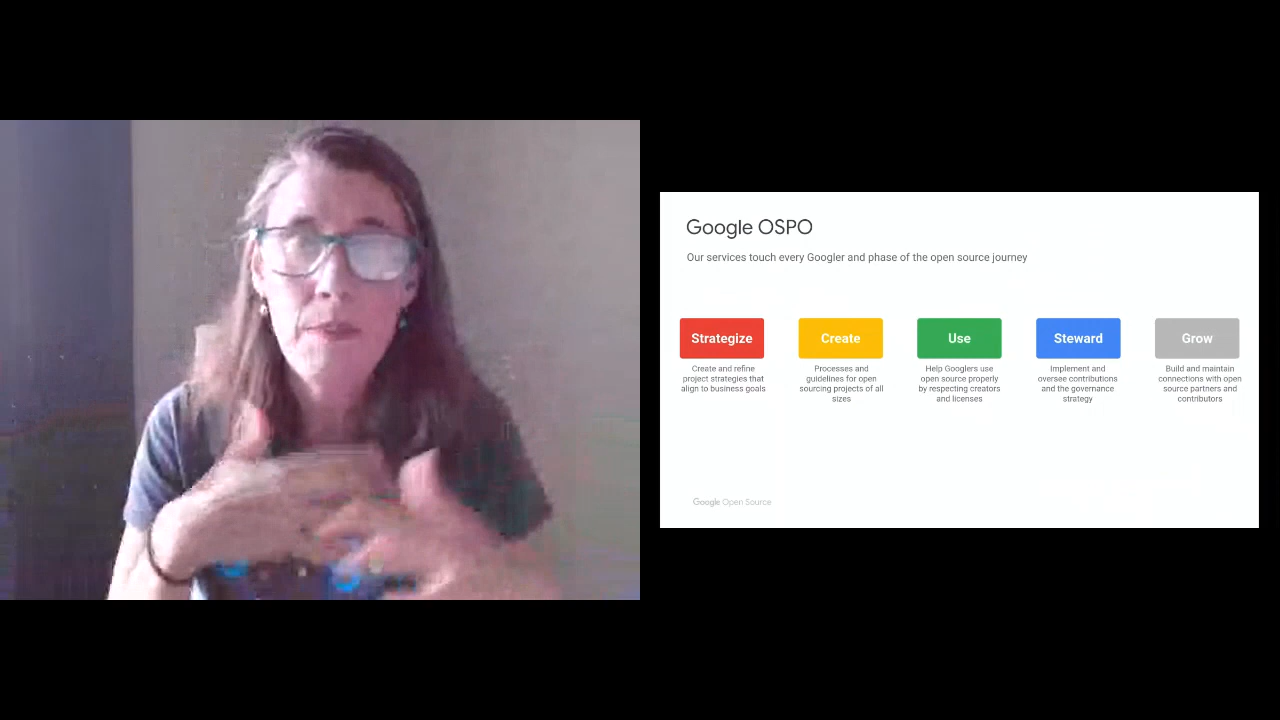 Google OSPO
Our services touch every Googler and phase of the open source journey
Strategize
Create and refine
project strategies that
align to business goals
Create
Processes and
guidelines for open
sourcing projects of all
sizes
Use
Help Googlers use
open source properly
by respecting creators
and licenses
Steward
Implement and
oversee contributions
and the governance
strategy
Grow
Build and maintain
connections with open
source partners and
contributors
Google Open Source